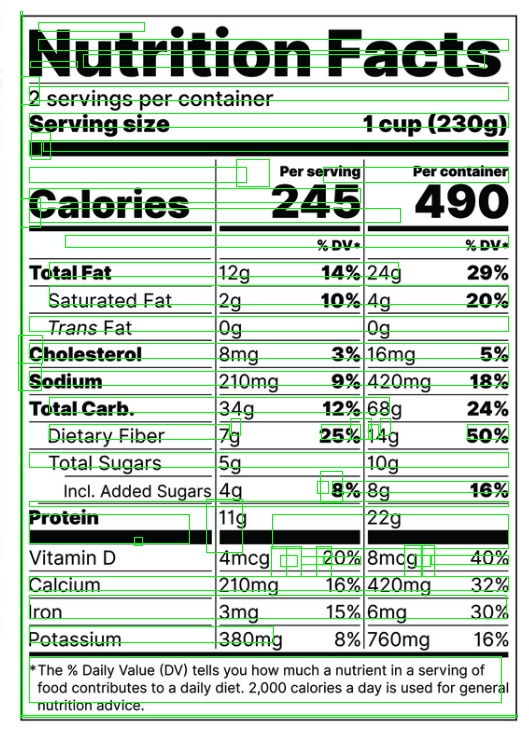 Nutrition Facts
2 servings per container
Serving size 1 cup (230g)
Per serving Per container
Calories 245 490
% DV* % DV*
Total Fat 12g 14% 24g 29%
Saturated Fat 2g 10% 4g 20%
Trans Fat 0g 0g
Cholesterol 8mg 3% 16mg 5%
Sodium 210mg 9% 420mg 18%
Total Carb. 34g 12% 68g 24%
Dietary Fiber 7g 25% 14g 50%
Total Sugars 5g 10g
Incl. Added Sugars 4g 8% 8g 16%
Protein 11g 22g
Vitamin D 4mcg 20% 8mcg 40%
Calcium 210mg 16% 420mg 32%
Iron 3mg 15% 6mg 30%
Potassium 380mg 8% 760mg 16%
*The % Daily Value (DV) tells you how much a nutrient in a serving of
food contributes to a daily diet. 2,000 calories a day is used for general
nutrition advice.